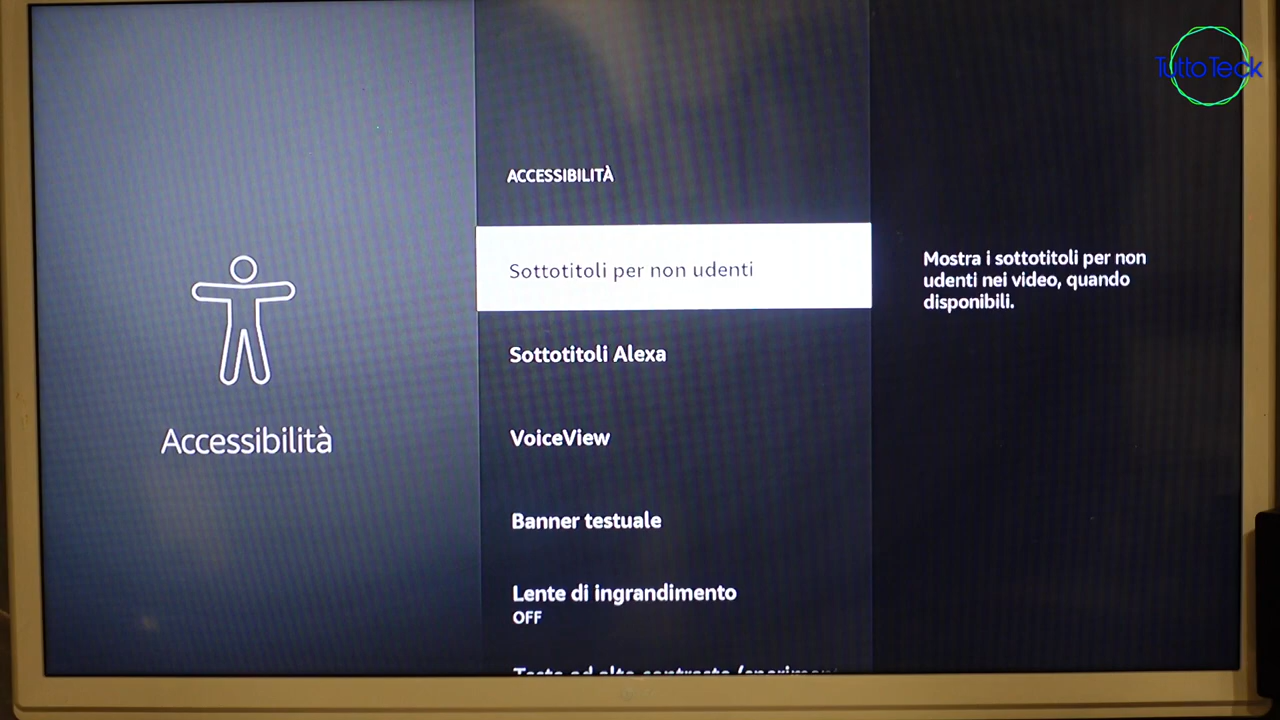 TuttoTeck
ACCESSIBILITÀ
Sottotitoli per non udenti
Mostra i sottotitoli per non
udenti nei video, quando
disponibili.
Sottotitoli Alexa
VoiceView
Accessibilità
Banner testuale
Lente di ingrandimento
OFF